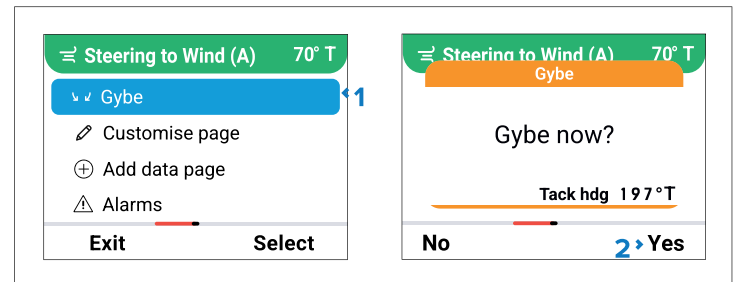 Steering to Wind (A) 70° T
Gybe
1
Customise page
Add data page
Alarms
Exit Select
Steering to Wind (A) 70° T
Gybe
Gybe now?
Tack hdg 197°T
No 2 Yes